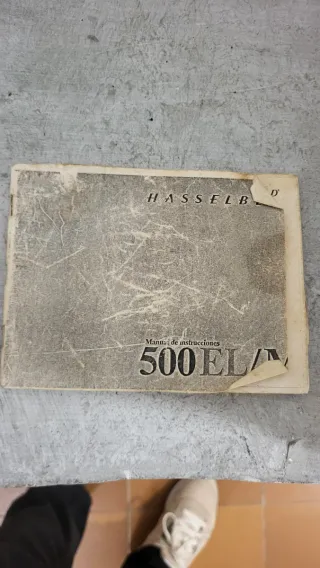 HASSELBL D
Manual de instrucciones
500EL/M